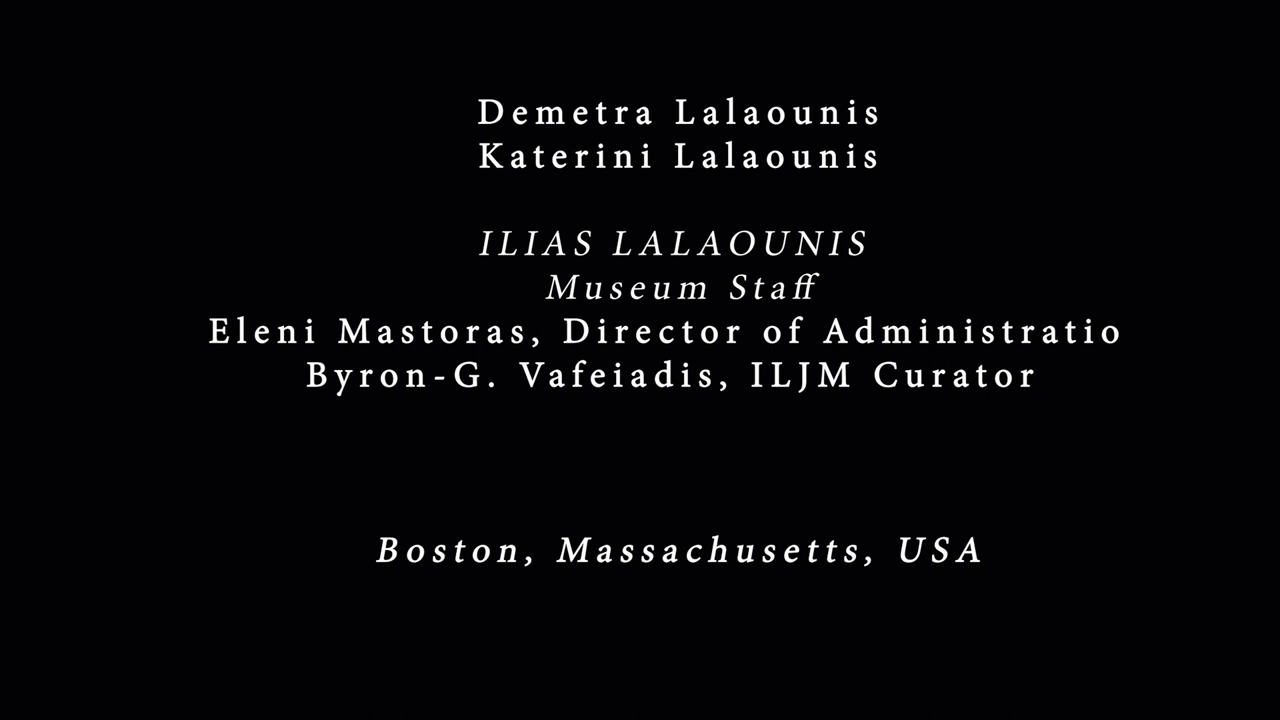 Demetra Lalaounis
Katerini Lalaounis
ILIAS LALAOUNIS
Museum Staff
Eleni Mastoras, Director of Administratio
Byron-G. Vafeiadis, ILJM Curator
Boston, Massachusetts, USA